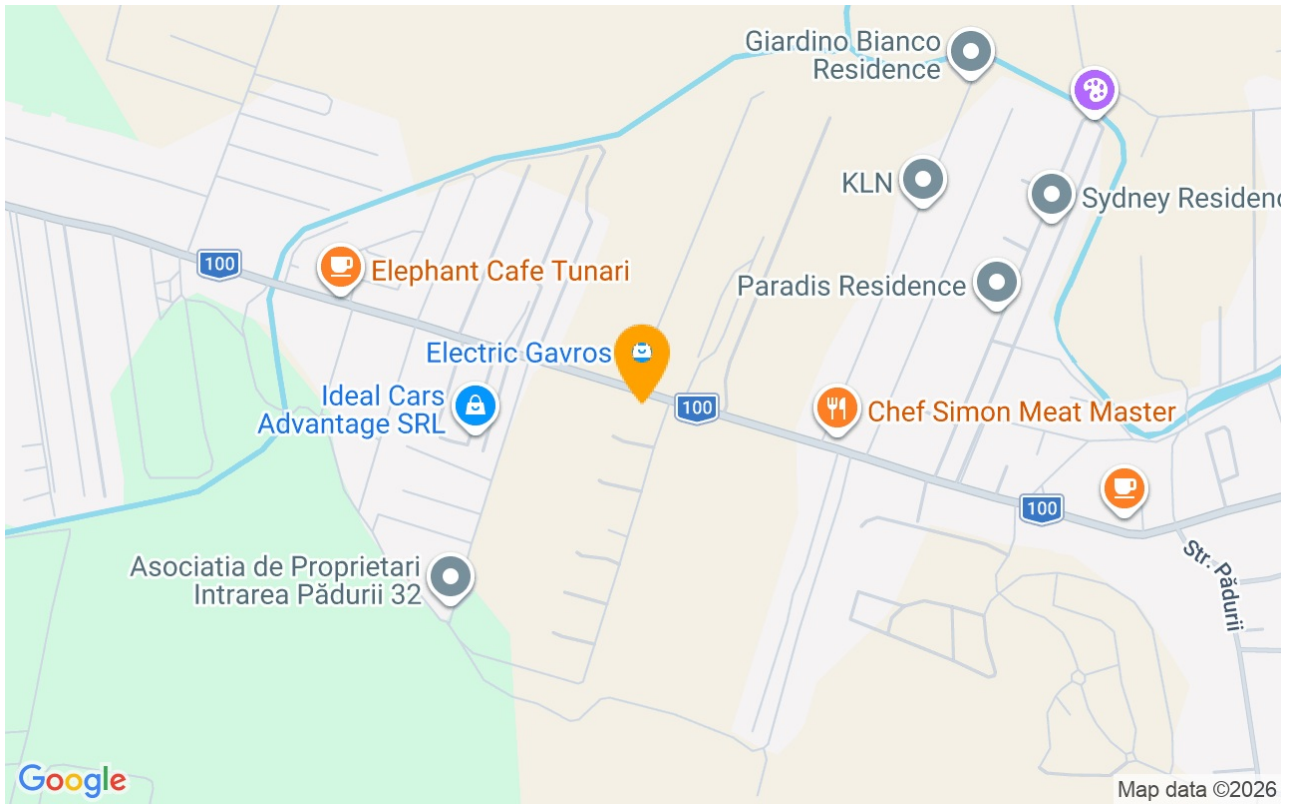 Giardino Bianco
Residence
KLN
Sydney Residenc
100
Elephant Cafe Tunari
Paradis Residence
Electric Gavros
Ideal Cars
Advantage SRL
100
Chef Simon Meat Master
100
Asociatia de Proprietari
Intrarea Pădurii 32
Str. Pădurii
Google
Map data ©2026